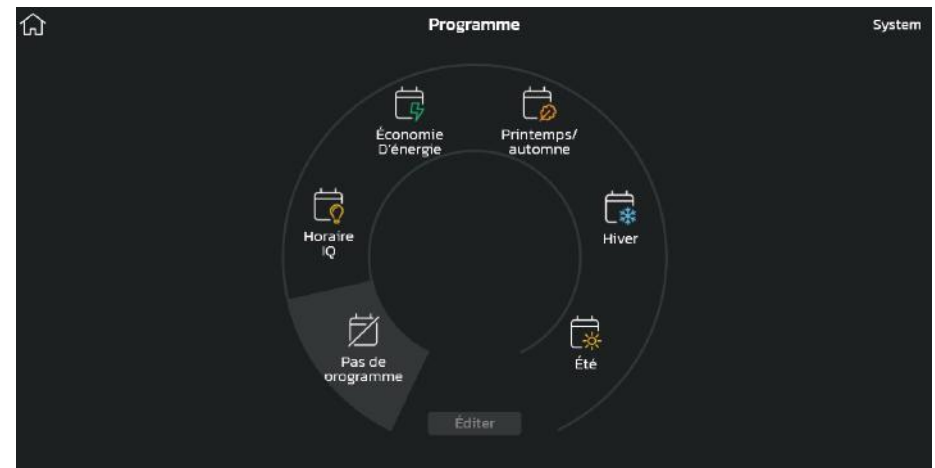 Programme
System
Économie
D'énergie
Printemps/
automne
Horaire
IQ
Hiver
Pas de
programme
Été
Éditer